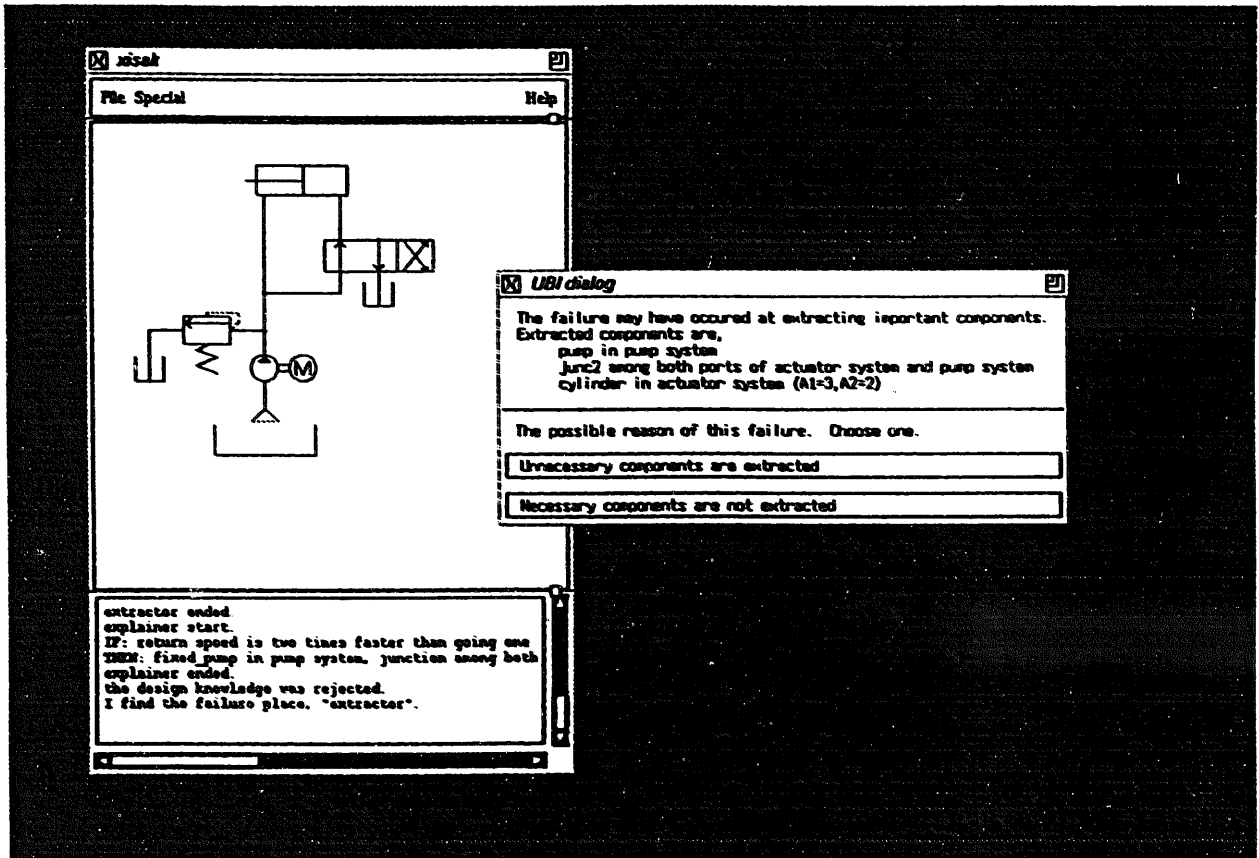 xisak
File Special Help
M
extractor ended.
explainer start.
IF: return speed is two times faster than going one
THEN: fixed_pump in pump system, junction among both
explainer ended.
the design knowledge was rejected.
I find the failure place, "extractor".
UBI dialog
The failure may have occured at extracting important components.
Extracted components are,
pump in pump system
junc2 among both ports of actuator system and pump system
cylinder in actuator system (A1=3,A2=2)
The possible reason of this failure. Choose one.
Unnecessary components are extracted
Necessary components are not extracted